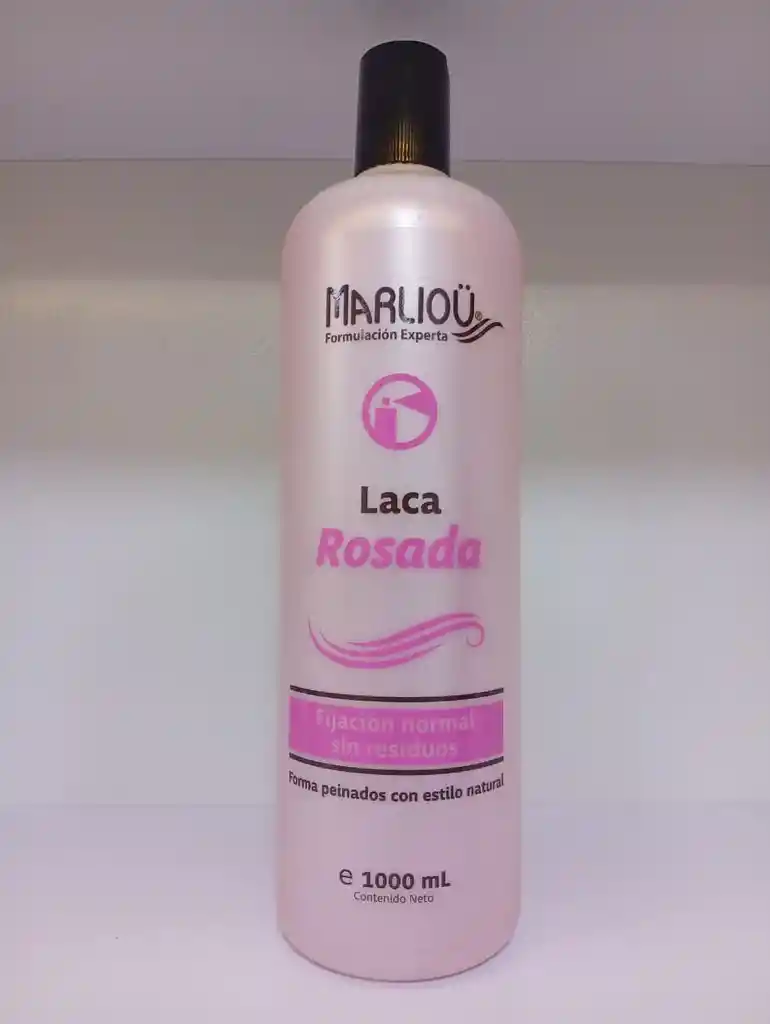 MARLIOÜ®
Formulación Experta
Laca
Rosada
Fijación normal
sin residuos
Forma peinados con estilo natural
e 1000 mL
Contenido Neto